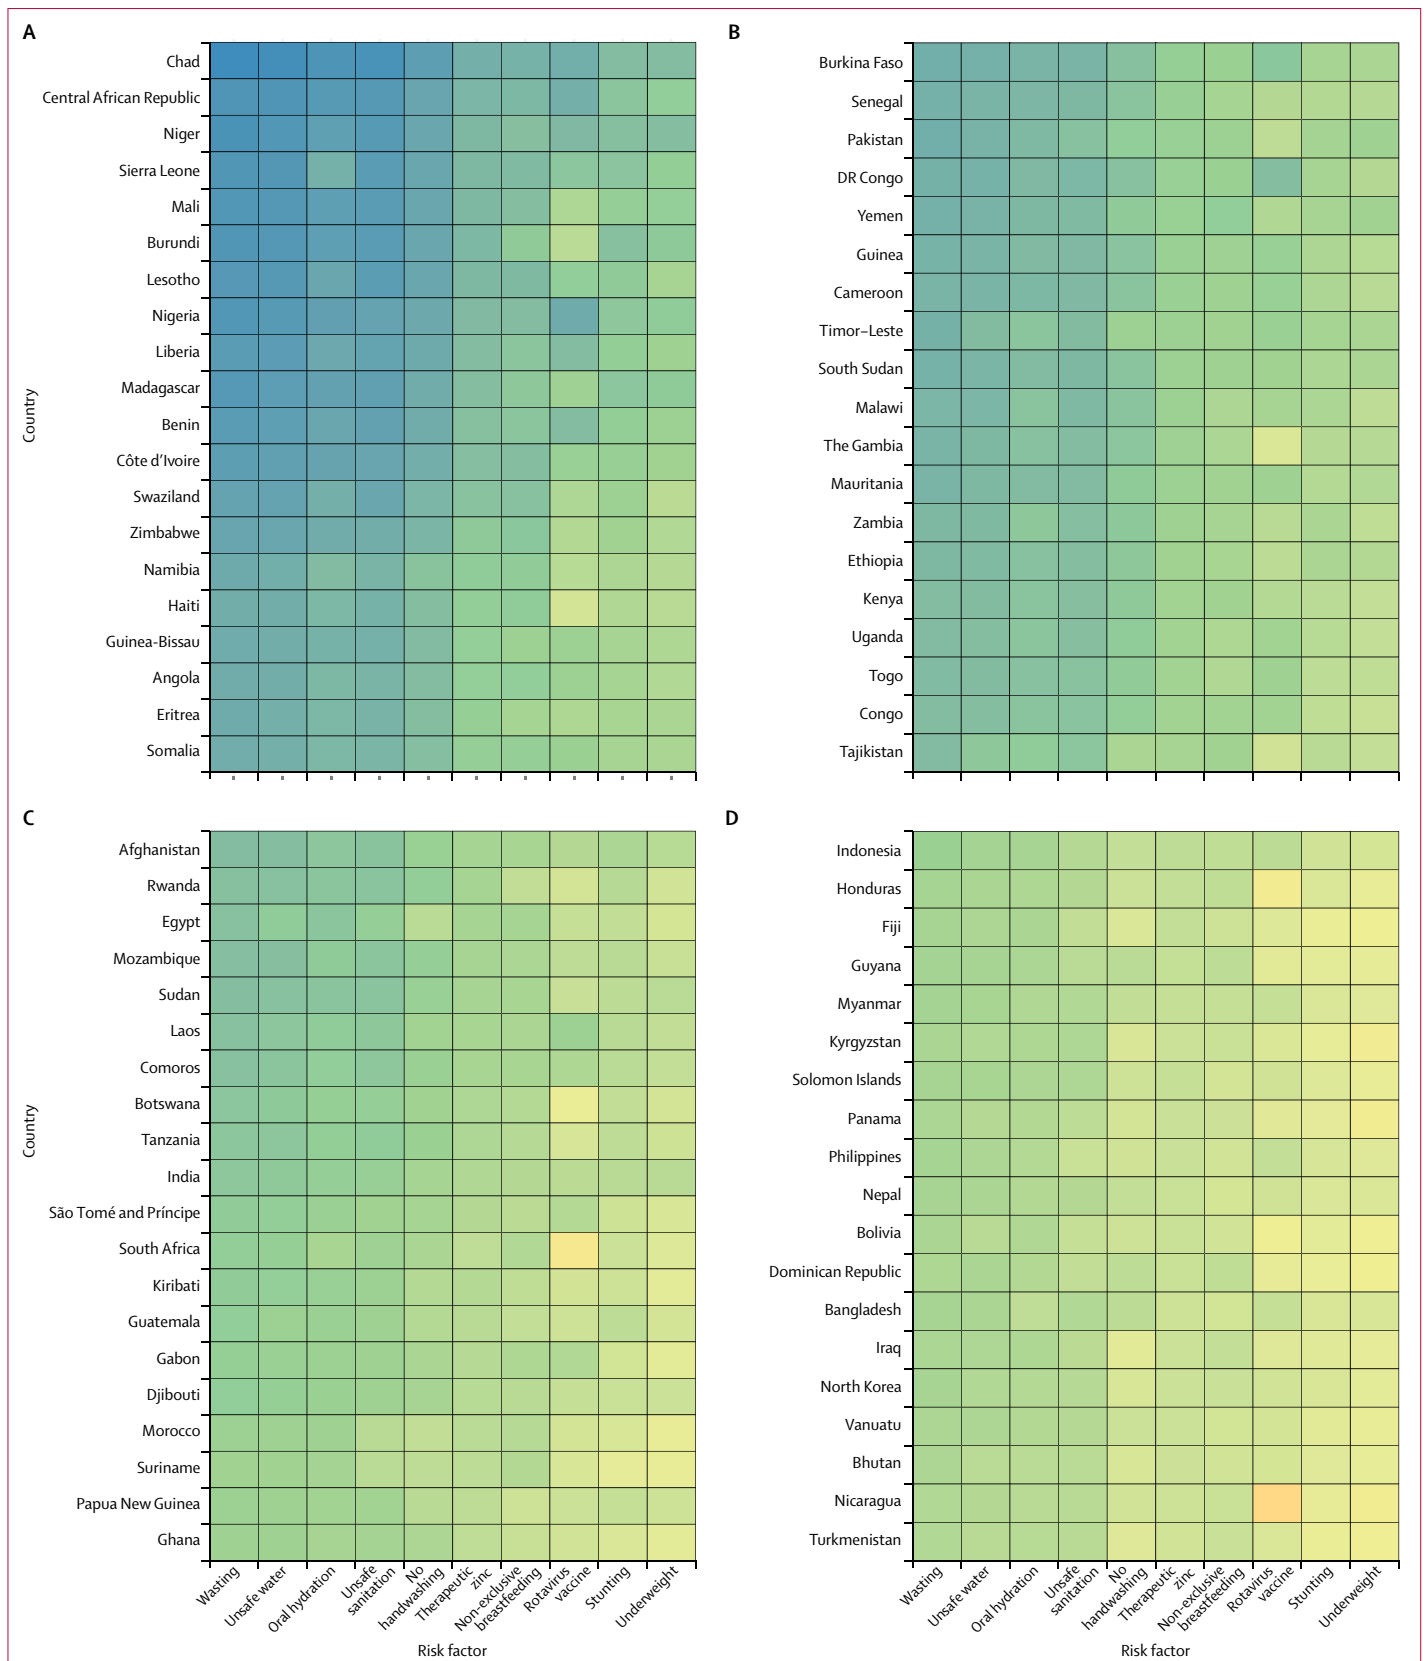 A
Country
Chad
Central African Republic
Niger
Sierra Leone
Mali
Burundi
Lesotho
Nigeria
Liberia
Madagascar
Benin
Côte d'Ivoire
Swaziland
Zimbabwe
Namibia
Haiti
Guinea-Bissau
Angola
Eritrea
Somalia
B
Burkina Faso
Senegal
Pakistan
DR Congo
Yemen
Guinea
Cameroon
Timor–Leste
South Sudan
Malawi
The Gambia
Mauritania
Zambia
Ethiopia
Kenya
Uganda
Togo
Congo
Tajikistan
C
Country
Afghanistan
Rwanda
Egypt
Mozambique
Sudan
Laos
Comoros
Botswana
Tanzania
India
São Tomé and Príncipe
South Africa
Kiribati
Guatemala
Gabon
Djibouti
Morocco
Suriname
Papua New Guinea
Ghana
Wasting
Unsafe water
Oral hydration
Unsafe
sanitation
No
handwashing
Therapeutic
zinc
Non-exclusive
breastfeeding
Rotavirus
vaccine
Stunting
Underweight
Risk factor
D
Indonesia
Honduras
Fiji
Guyana
Myanmar
Kyrgyzstan
Solomon Islands
Panama
Philippines
Nepal
Bolivia
Dominican Republic
Bangladesh
Iraq
North Korea
Vanuatu
Bhutan
Nicaragua
Turkmenistan
Wasting
Unsafe water
Oral hydration
Unsafe
sanitation
No
handwashing
Therapeutic
zinc
Non-exclusive
breastfeeding
Rotavirus
vaccine
Stunting
Underweight
Risk factor